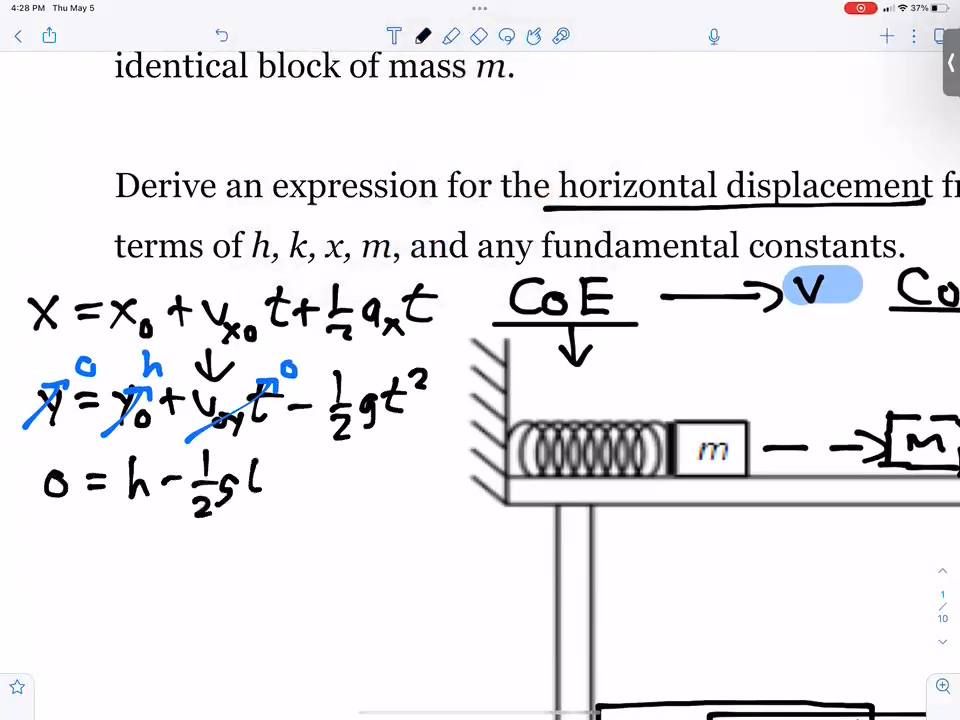 4:28 PM Thu May 5
37%
identical block of mass m.
Derive an expression for the horizontal displacement
terms of h, k, x, m, and any fundamental constants.
x = x₀ + vₓ₀ t + 1/2 aₓ t
CoE → v
0 h 0
y = y₀ + v₀y t − 1/2 g t²
0 = h − 1/2 g
m
m
1
/
10